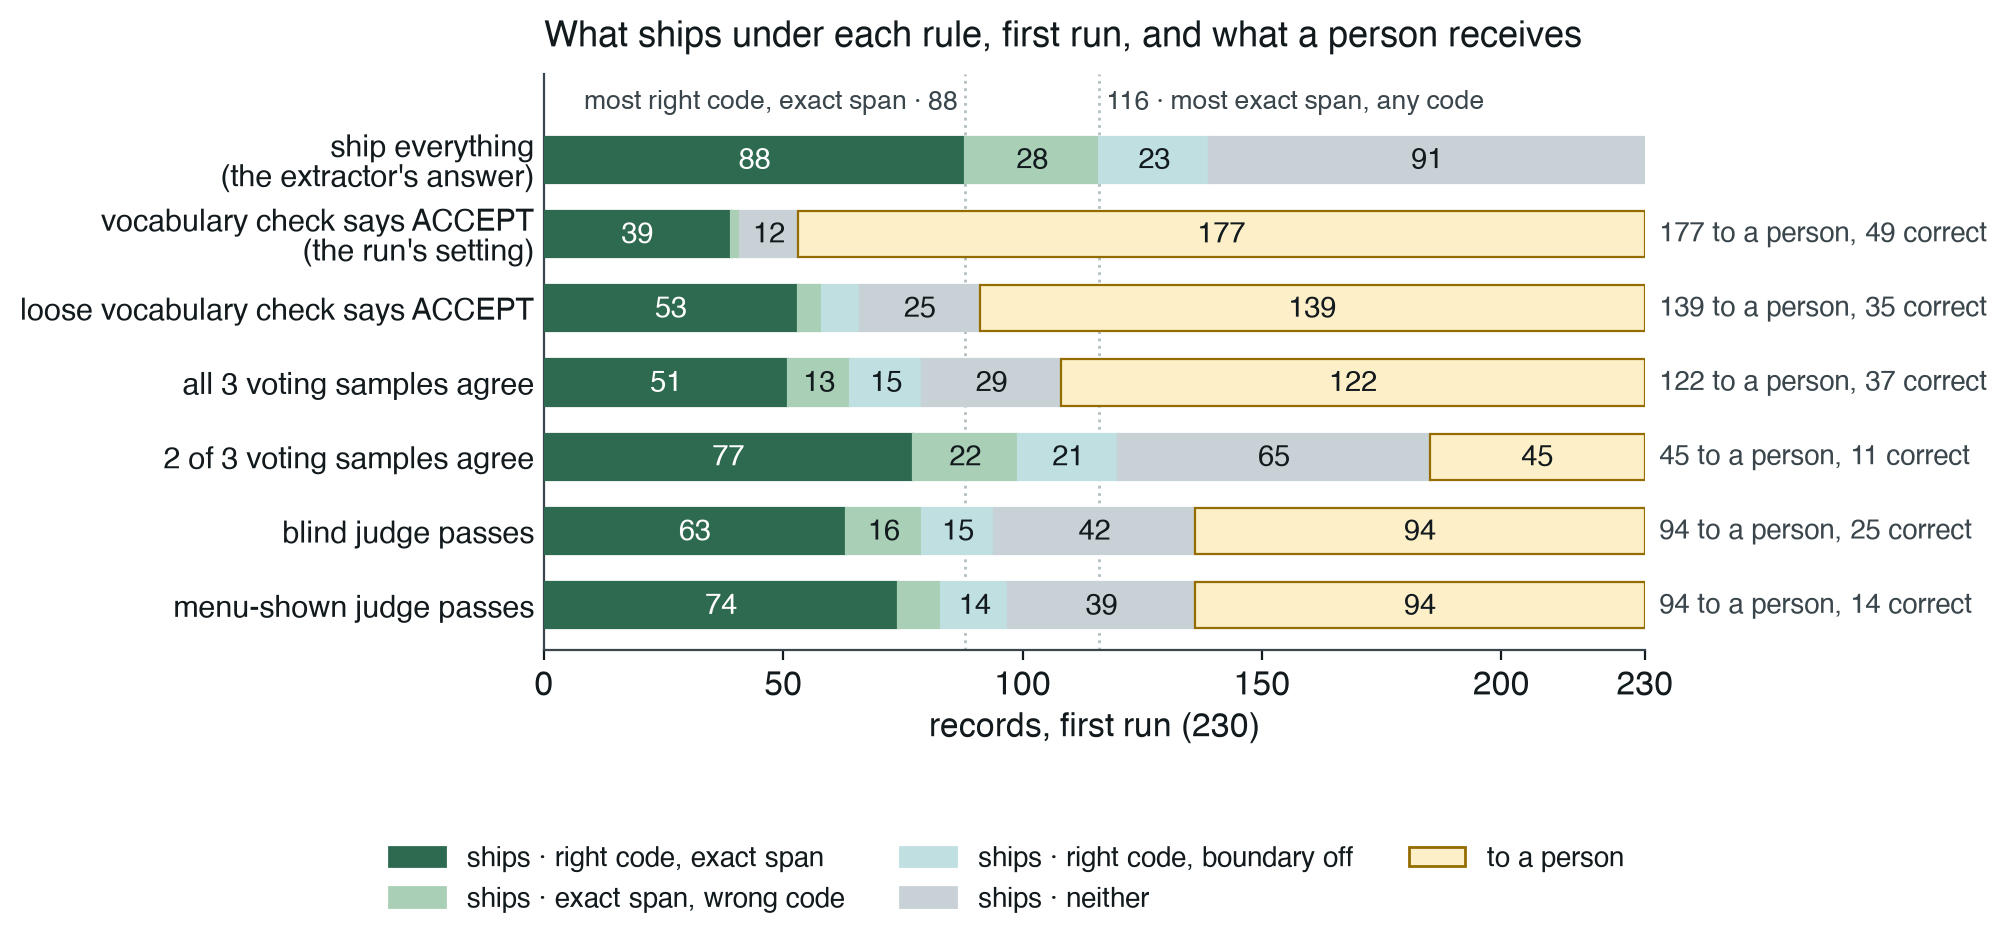 What ships under each rule, first run, and what a person receives
most right code, exact span · 88
116 · most exact span, any code
ship everything
(the extractor's answer)
88
28
23
91
vocabulary check says ACCEPT
(the run's setting)
39
12
177
177 to a person, 49 correct
loose vocabulary check says ACCEPT
53
25
139
139 to a person, 35 correct
all 3 voting samples agree
51
13
15
29
122
122 to a person, 37 correct
2 of 3 voting samples agree
77
22
21
65
45
45 to a person, 11 correct
blind judge passes
63
16
15
42
94
94 to a person, 25 correct
menu-shown judge passes
74
14
39
94
94 to a person, 14 correct
0
50
100
150
200
230
records, first run (230)
ships · right code, exact span
ships · exact span, wrong code
ships · right code, boundary off
ships · neither
to a person